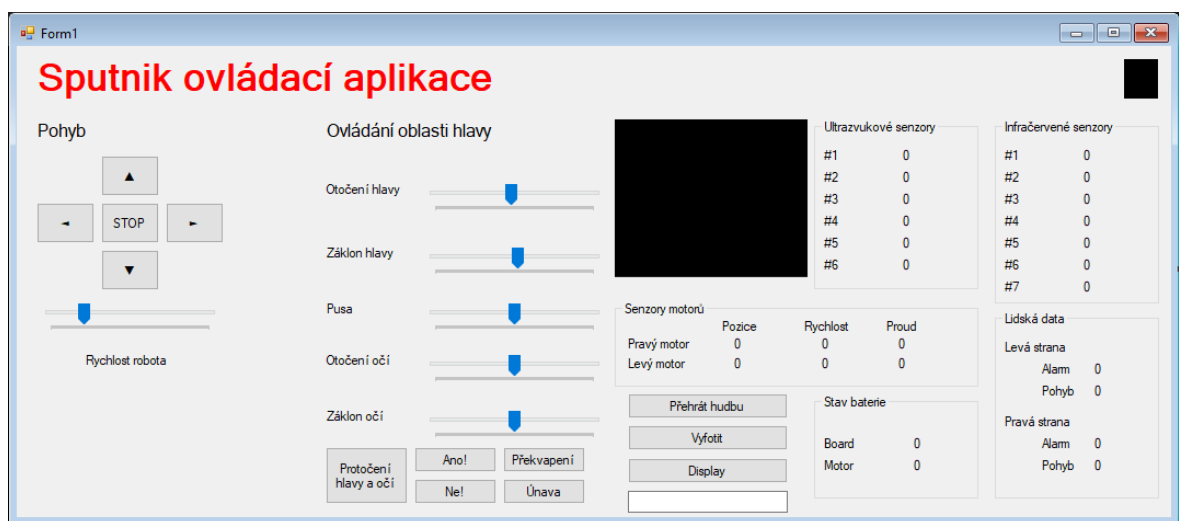 Form1
Sputnik ovládací aplikace
Pohyb
▲
◄ STOP ►
▼
Rychlost robota
Ovládání oblasti hlavy
Otočení hlavy
Záklon hlavy
Pusa
Otočení očí
Záklon očí
Protočení
hlavy a očí
Ano! Překvapení
Ne! Únava
Ultrazvukové senzory
#1 0
#2 0
#3 0
#4 0
#5 0
#6 0
Infračervené senzory
#1 0
#2 0
#3 0
#4 0
#5 0
#6 0
#7 0
Senzory motorů
Pozice Rychlost Proud
Pravý motor 0 0 0
Levý motor 0 0 0
Přehrát hudbu
Vyfotit
Display
Stav baterie
Board 0
Motor 0
Lidská data
Levá strana
Alarm 0
Pohyb 0
Pravá strana
Alarm 0
Pohyb 0